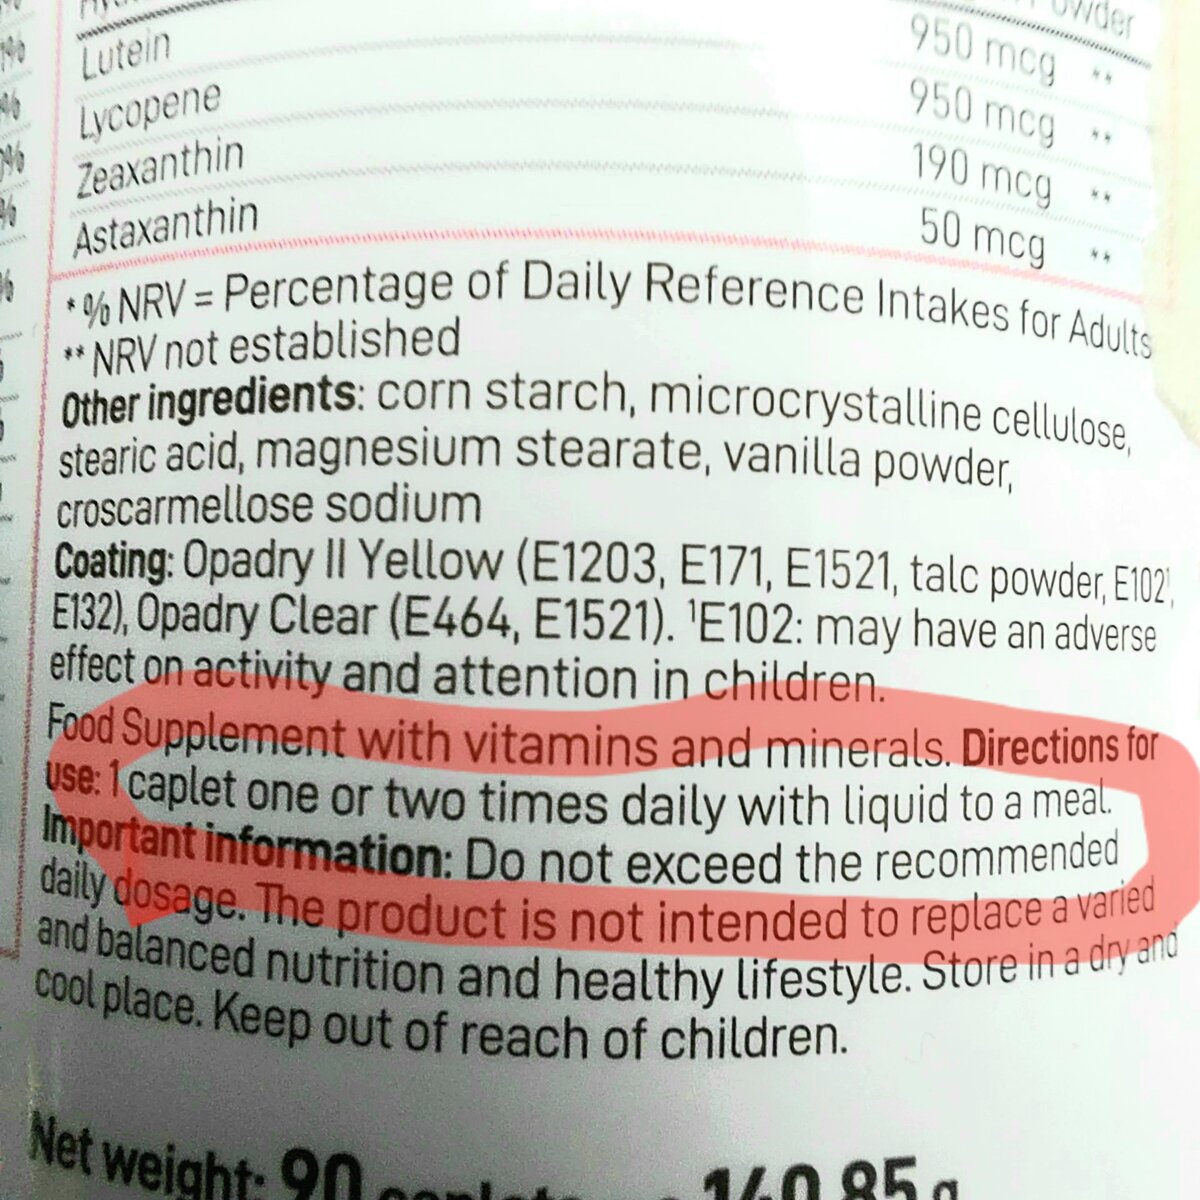 Powder
Lutein 950 mcg **
Lycopene 950 mcg **
Zeaxanthin 190 mcg **
Astaxanthin 50 mcg **
* % NRV = Percentage of Daily Reference Intakes for Adults
** NRV not established
Other ingredients: corn starch, microcrystalline cellulose,
stearic acid, magnesium stearate, vanilla powder,
croscarmellose sodium
Coating: Opadry II Yellow (E1203, E171, E1521, talc powder, E102¹,
E132), Opadry Clear (E464, E1521). ¹E102: may have an adverse
effect on activity and attention in children.
Food Supplement with vitamins and minerals. Directions for
use: 1 caplet one or two times daily with liquid to a meal.
Important information: Do not exceed the recommended
daily dosage. The product is not intended to replace a varied
and balanced nutrition and healthy lifestyle. Store in a dry and
cool place. Keep out of reach of children.
Net weight: 90 caplets 140.85 g